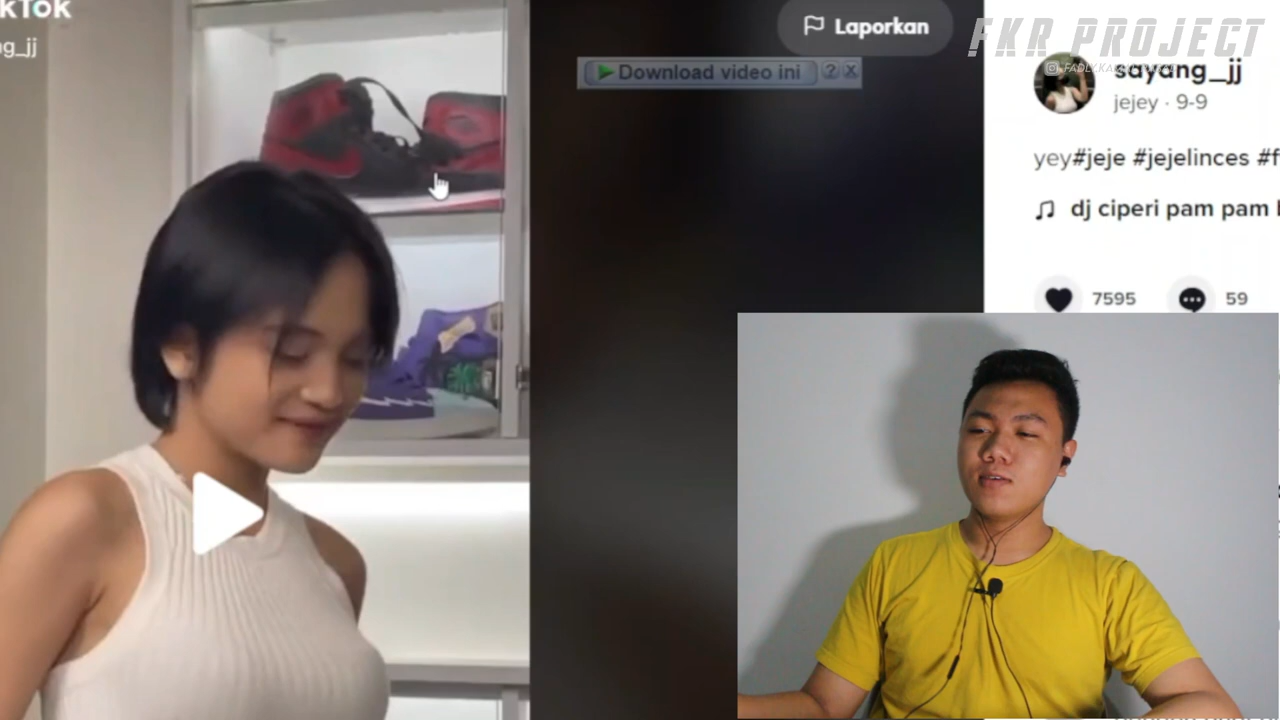 kTok
g_jj
Laporkan
Download video ini
FKR PROJECT
sayang_jj
jejey · 9-9
yey#jeje #jejelinces #f
dj ciperi pam pam
7595
59